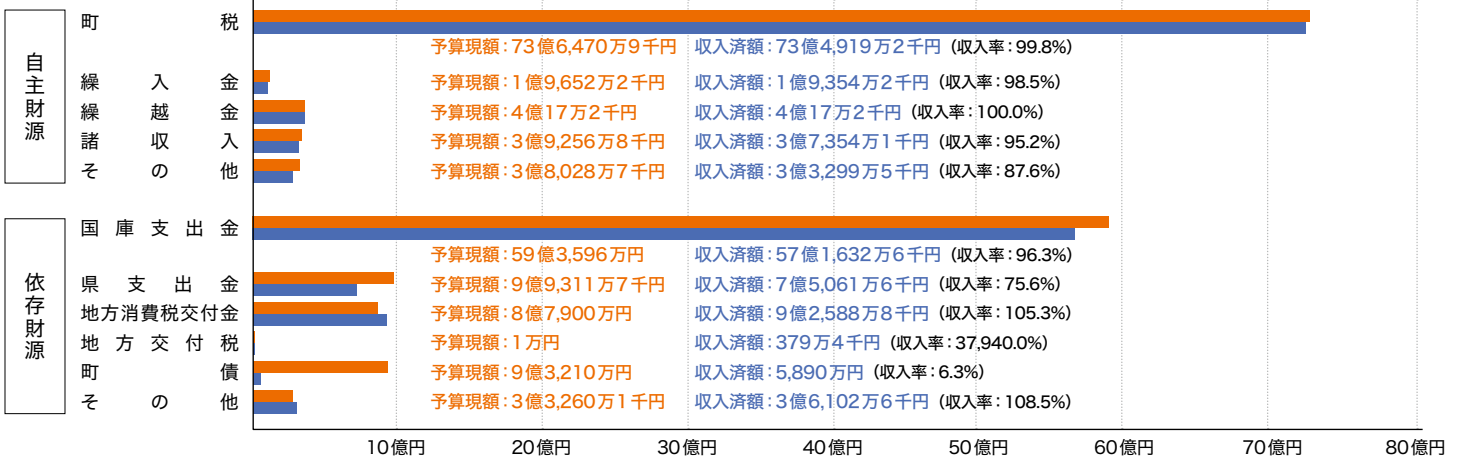 自主財源
町税
予算現額：73億6,470万9千円 収入済額：73億4,919万2千円（収入率：99.8%）
繰入金 予算現額：1億9,652万2千円 収入済額：1億9,354万2千円（収入率：98.5%）
繰越金 予算現額：4億17万2千円 収入済額：4億17万2千円（収入率：100.0%）
諸収入 予算現額：3億9,256万8千円 収入済額：3億7,354万1千円（収入率：95.2%）
その他 予算現額：3億8,028万7千円 収入済額：3億3,299万5千円（収入率：87.6%）
依存財源
国庫支出金
予算現額：59億3,596万円 収入済額：57億1,632万6千円（収入率：96.3%）
県支出金 予算現額：9億9,311万7千円 収入済額：7億5,061万6千円（収入率：75.6%）
地方消費税交付金 予算現額：8億7,900万円 収入済額：9億2,588万8千円（収入率：105.3%）
地方交付税 予算現額：1万円 収入済額：379万4千円（収入率：37,940.0%）
町債 予算現額：9億3,210万円 収入済額：5,890万円（収入率：6.3%）
その他 予算現額：3億3,260万1千円 収入済額：3億6,102万6千円（収入率：108.5%）
10億円 20億円 30億円 40億円 50億円 60億円 70億円 80億円